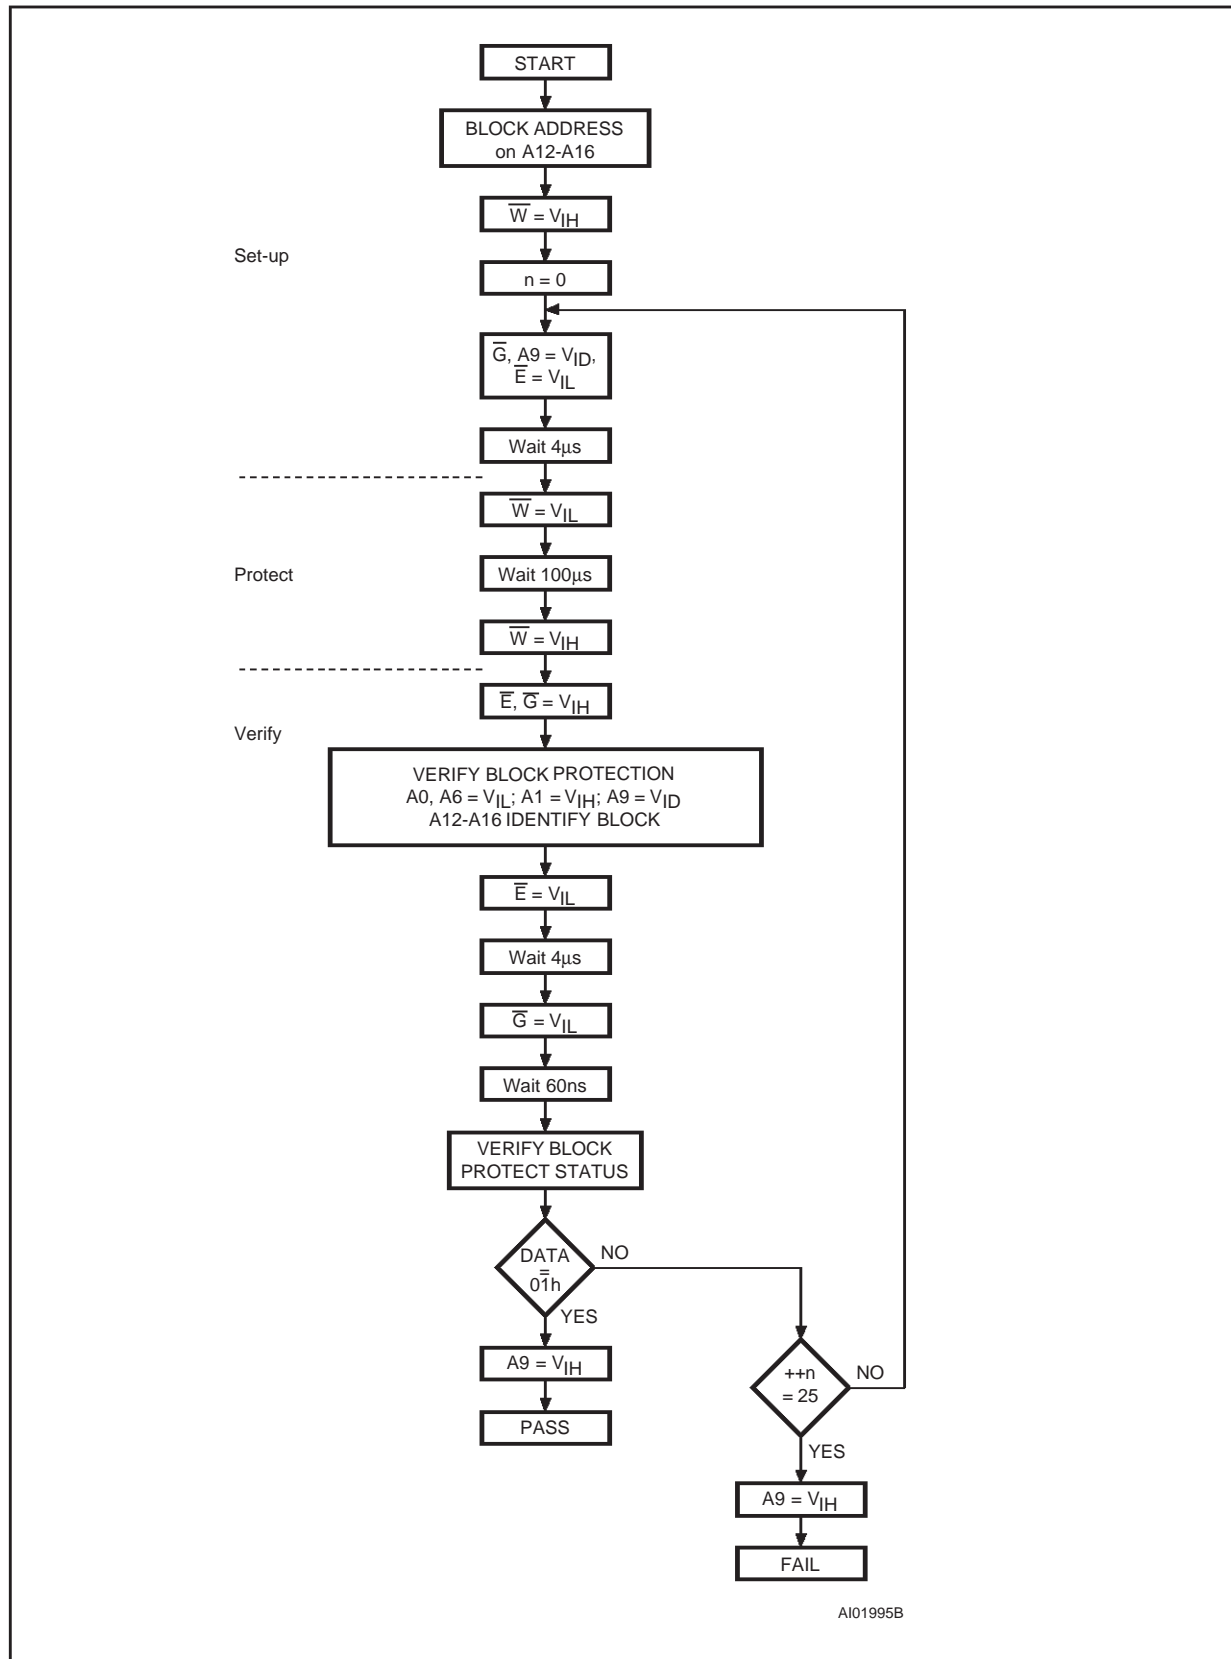 START
BLOCK ADDRESS
on A12-A16
W̅ = VIH
Set-up
n = 0
G̅, A9 = VID,
E̅ = VIL
Wait 4µs
W̅ = VIL
Protect
Wait 100µs
W̅ = VIH
E̅, G̅ = VIH
Verify
VERIFY BLOCK PROTECTION
A0, A6 = VIL; A1 = VIH; A9 = VID
A12-A16 IDENTIFY BLOCK
E̅ = VIL
Wait 4µs
G̅ = VIL
Wait 60ns
VERIFY BLOCK
PROTECT STATUS
DATA
=
01h
NO
YES
A9 = VIH
PASS
++n
= 25
NO
YES
A9 = VIH
FAIL
AI01995B